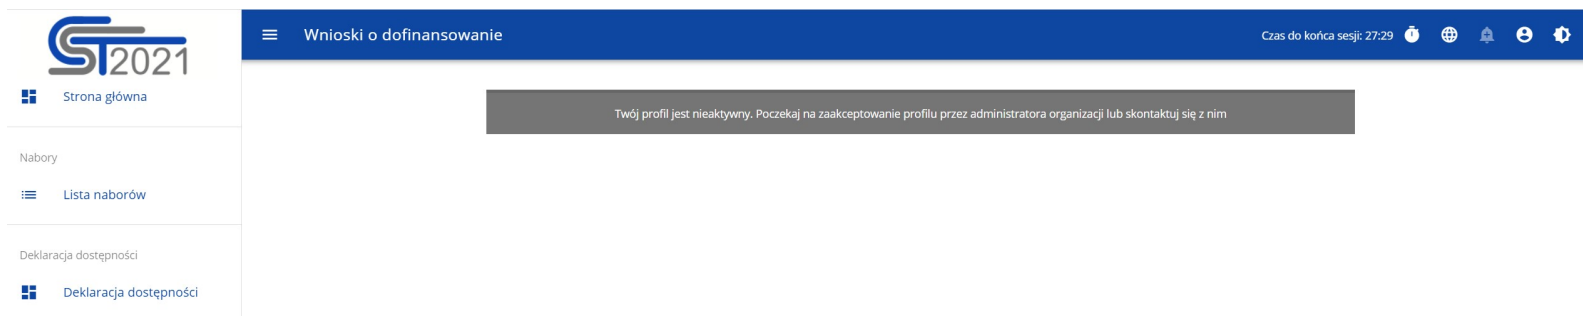 CST2021
Wnioski o dofinansowanie
Czas do końca sesji: 27:29
Strona główna
Twój profil jest nieaktywny. Poczekaj na zaakceptowanie profilu przez administratora organizacji lub skontaktuj się z nim
Nabory
Lista naborów
Deklaracja dostępności
Deklaracja dostępności